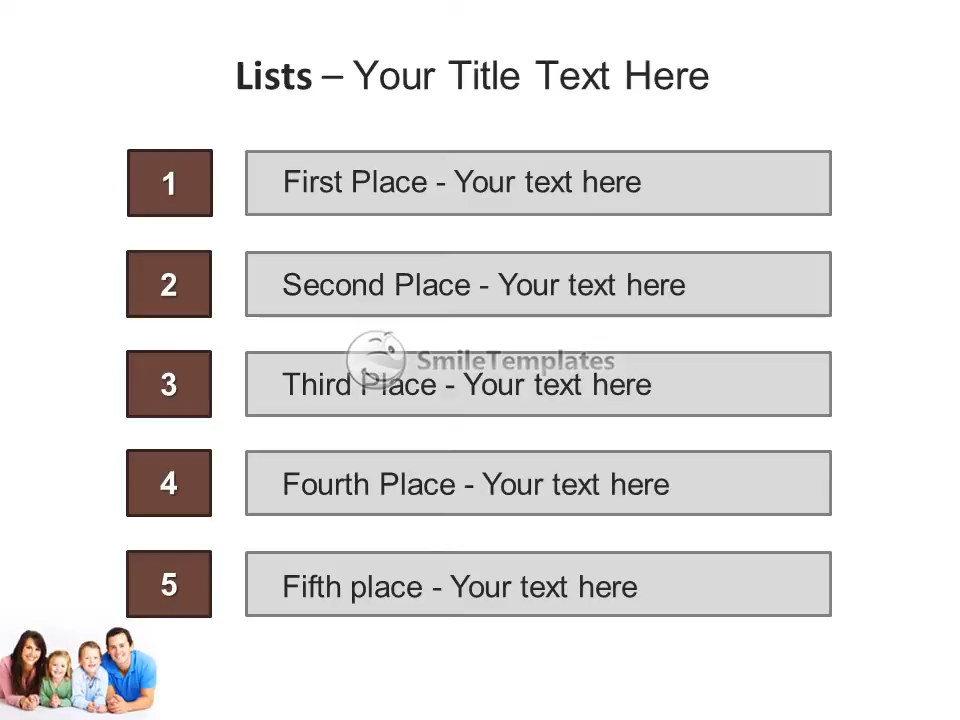 Lists – Your Title Text Here
1
First Place - Your text here
2
Second Place - Your text here
SmileTemplates
3
Third Place - Your text here
4
Fourth Place - Your text here
5
Fifth place - Your text here